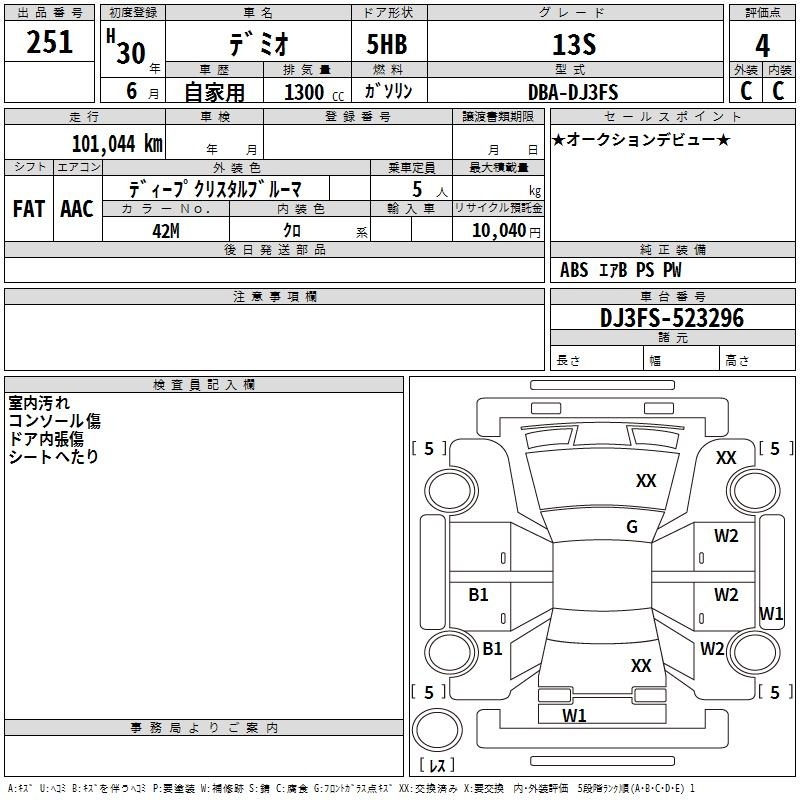 出品番号 初度登録 車名 ドア形状 グレード 評価点
251 H30年 デミオ 5HB 13S 4
車歴 排気量 燃料 型式 外装 内装
6月 自家用 1300 CC ガソリン DBA-DJ3FS C C
走行 車検 登録番号 譲渡書類期限 セールスポイント
101,044 km 年 月 月 日 ★オークションデビュー★
シフト エアコン 外装色 乗車定員 最大積載量
FAT AAC ディープクリスタルブルーマ 5人 kg
カラーNo. 内装色 輸入車 リサイクル預託金
42M クロ 系 10,040円
後日発送部品 純正装備
ABS エアB PS PW
注意事項欄 車台番号
DJ3FS-523296
諸元
長さ 幅 高さ
検査員記入欄
室内汚れ
コンソール傷
ドア内張傷
シートへたり
[ 5 ] [ 5 ]
XX
XX
G
W2
B1 W2
W1
B1 W2
XX
[ 5 ] [ 5 ]
W1
事務局よりご案内
[ レス ]
A:キズ U:ヘコミ B:キズを伴うヘコミ P:要塗装 W:補修跡 S:錆 C:腐食 G:フロントガラス点キズ XX:交換済み X:要交換 内・外装評価 5段階ランク順(A・B・C・D・E) 1